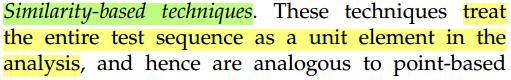 Similarity-based techniques. These techniques treat
the entire test sequence as a unit element in the
analysis, and hence are analogous to point-based